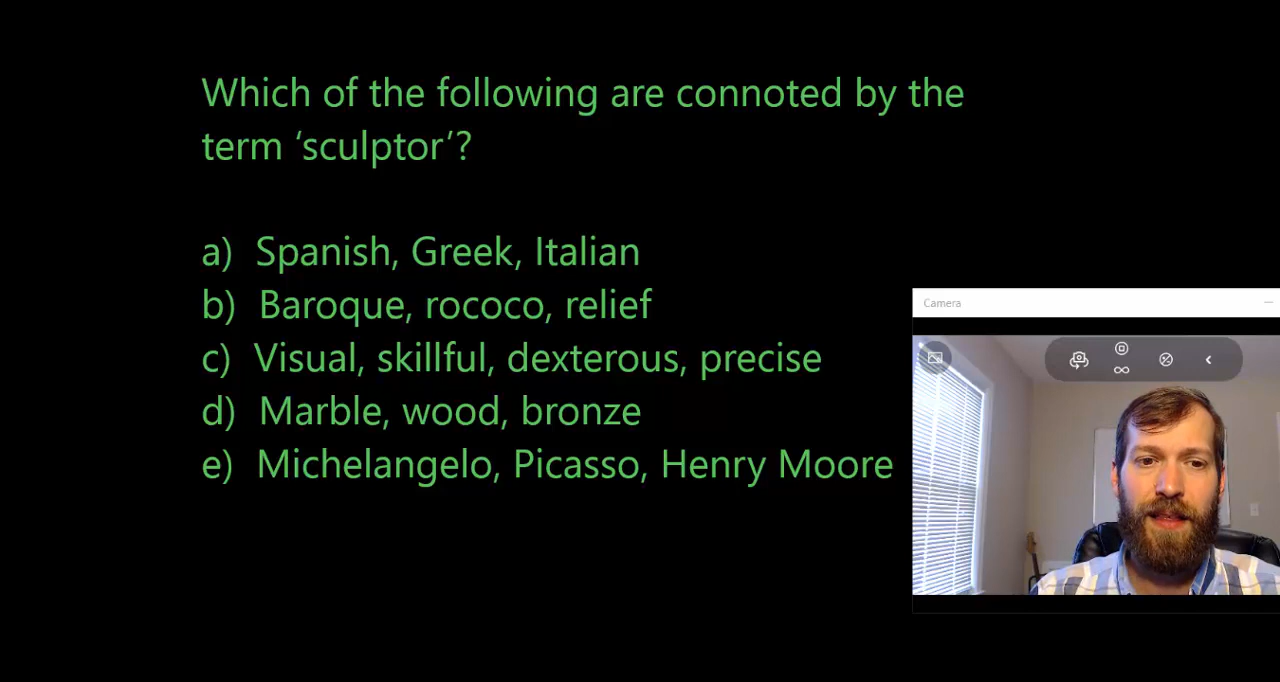 Which of the following are connoted by the
term ‘sculptor’?
a) Spanish, Greek, Italian
b) Baroque, rococo, relief
c) Visual, skillful, dexterous, precise
d) Marble, wood, bronze
e) Michelangelo, Picasso, Henry Moore
Camera